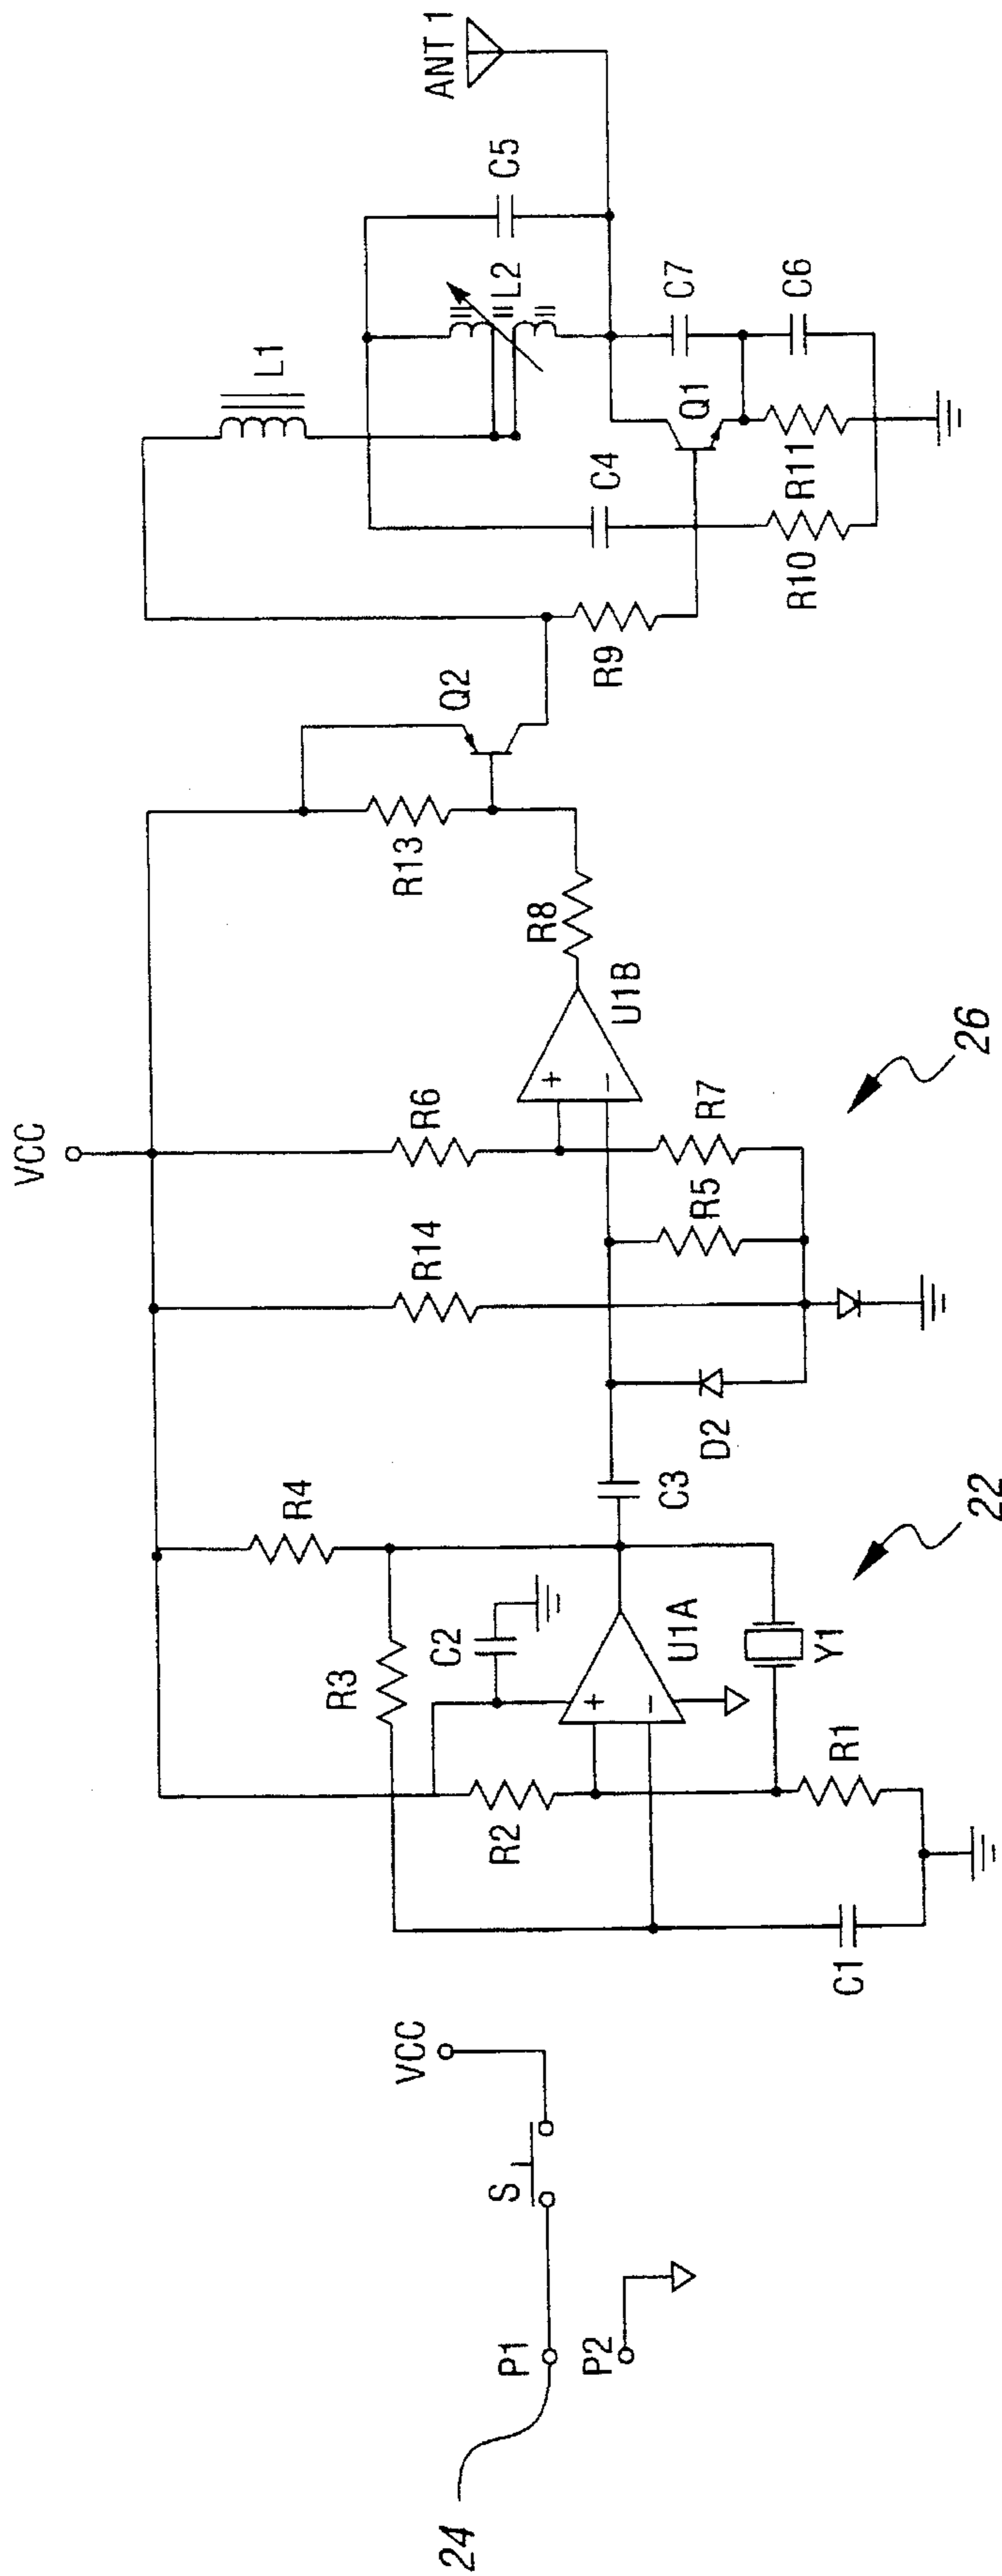 24
P1
P2
S
VCC
C1
R2
R3
C2
R4
+
−
U1A
R1
Y1
22
C3
D2
R14
R5
R6
R7
VCC
+
−
U1B
26
R8
R13
Q2
R9
R10
C4
L1
R11
Q1
L2
C7
C6
C5
ANT 1